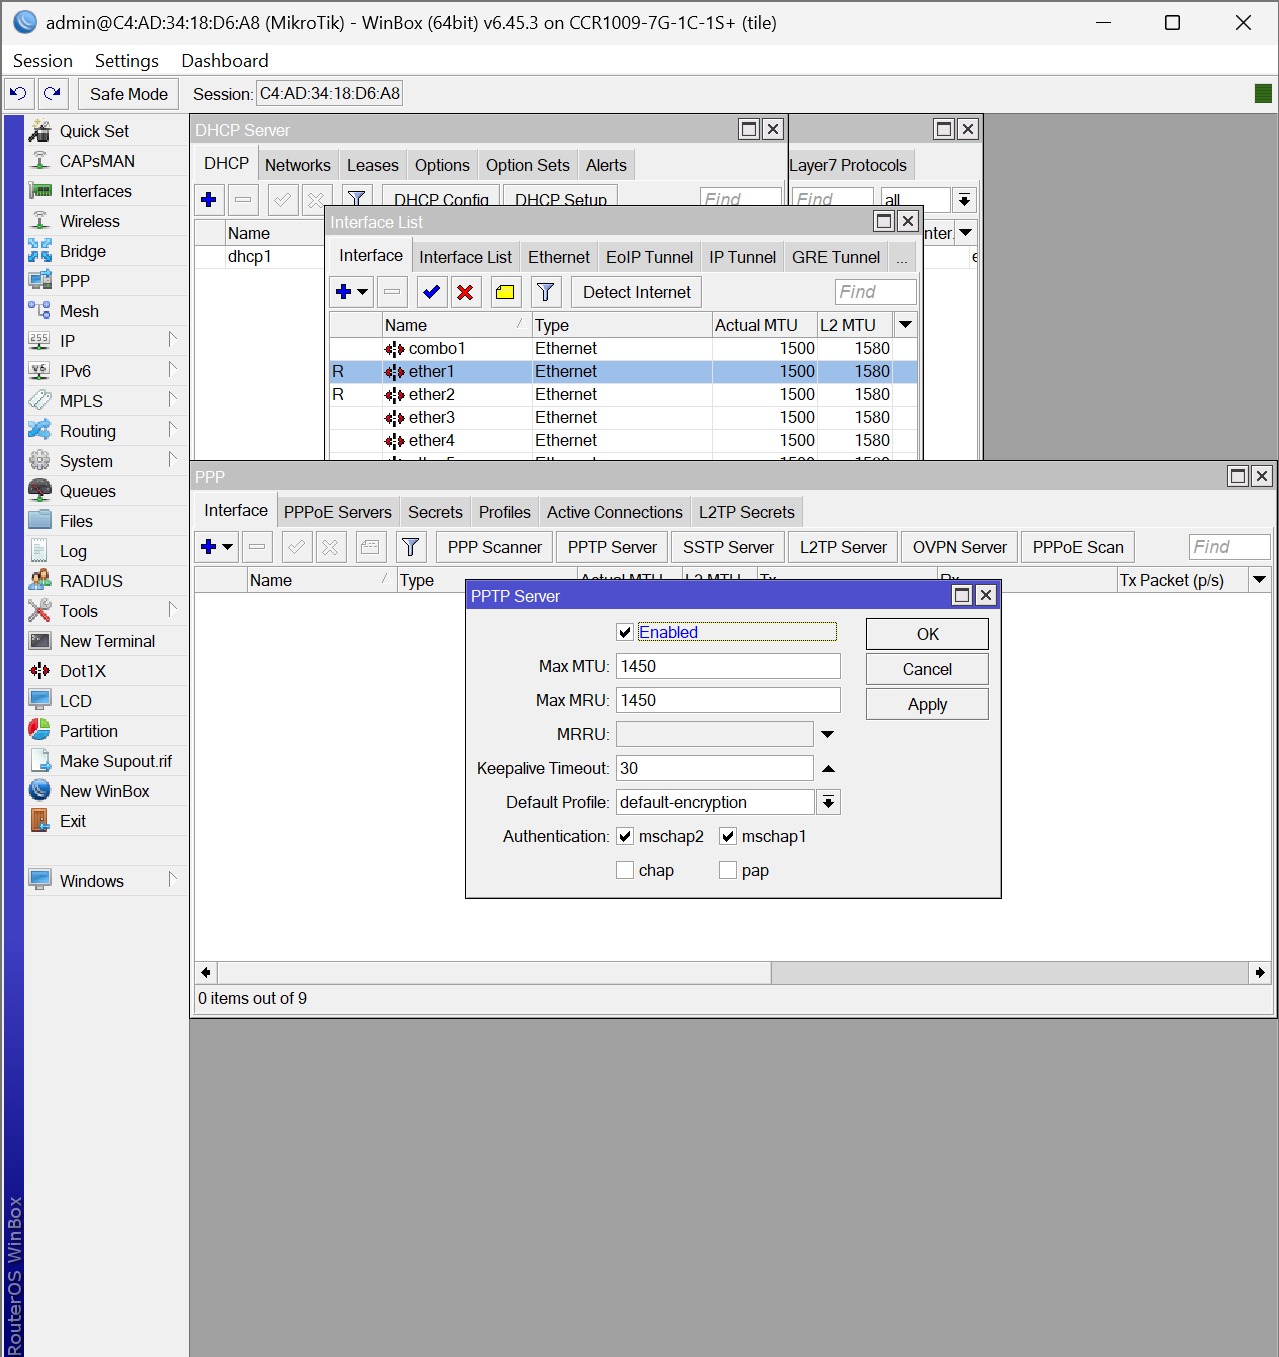 admin@C4:AD:34:18:D6:A8 (MikroTik) - WinBox (64bit) v6.45.3 on CCR1009-7G-1C-1S+ (tile)
Session Settings Dashboard
Safe Mode Session: C4:AD:34:18:D6:A8
Quick Set
CAPsMAN
Interfaces
Wireless
Bridge
PPP
Mesh
255 IP
v6 IPv6
MPLS
Routing
System
Queues
Files
Log
RADIUS
Tools
New Terminal
Dot1X
LCD
Partition
Make Supout.rif
New WinBox
Exit
Windows
RouterOS WinBox
DHCP Server
DHCP Networks Leases Options Option Sets Alerts
DHCP Config DHCP Setup Find
Name
dhcp1
Layer7 Protocols
Find all
nter.
e
Interface List
Interface Interface List Ethernet EoIP Tunnel IP Tunnel GRE Tunnel ...
Detect Internet Find
Name Type Actual MTU L2 MTU
combo1 Ethernet 1500 1580
R ether1 Ethernet 1500 1580
R ether2 Ethernet 1500 1580
ether3 Ethernet 1500 1580
ether4 Ethernet 1500 1580
PPP
Interface PPPoE Servers Secrets Profiles Active Connections L2TP Secrets
PPP Scanner PPTP Server SSTP Server L2TP Server OVPN Server PPPoE Scan Find
Name Type Actual MTU L2 MTU Tx Rx Tx Packet (p/s)
PPTP Server
Enabled
Max MTU: 1450
Max MRU: 1450
MRRU:
Keepalive Timeout: 30
Default Profile: default-encryption
Authentication: mschap2 mschap1
chap pap
OK
Cancel
Apply
0 items out of 9